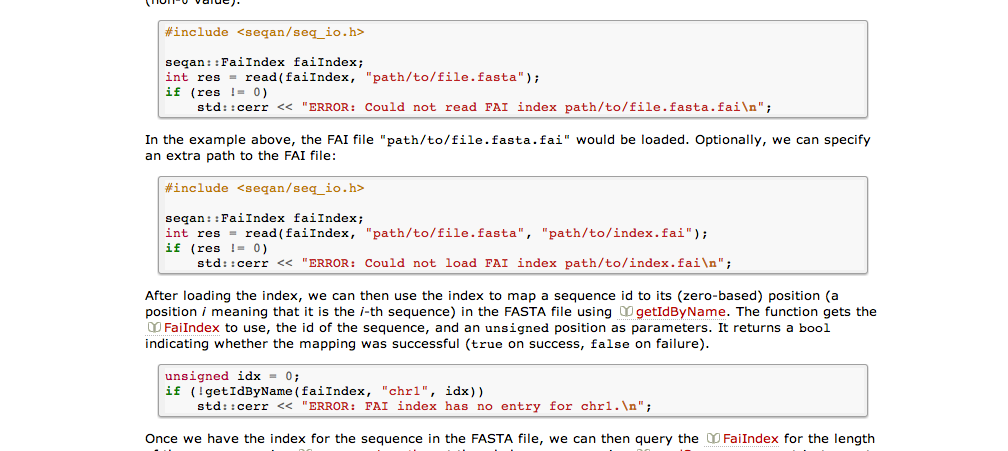 (non-0 value).
#include <seqan/seq_io.h>
seqan::FaiIndex faiIndex;
int res = read(faiIndex, "path/to/file.fasta");
if (res != 0)
    std::cerr << "ERROR: Could not read FAI index path/to/file.fasta.fai\n";
In the example above, the FAI file "path/to/file.fasta.fai" would be loaded. Optionally, we can specify
an extra path to the FAI file:
#include <seqan/seq_io.h>
seqan::FaiIndex faiIndex;
int res = read(faiIndex, "path/to/file.fasta", "path/to/index.fai");
if (res != 0)
    std::cerr << "ERROR: Could not load FAI index path/to/index.fai\n";
After loading the index, we can then use the index to map a sequence id to its (zero-based) position (a
position i meaning that it is the i-th sequence) in the FASTA file using getIdByName. The function gets the
FaiIndex to use, the id of the sequence, and an unsigned position as parameters. It returns a bool
indicating whether the mapping was successful (true on success, false on failure).
unsigned idx = 0;
if (!getIdByName(faiIndex, "chr1", idx))
    std::cerr << "ERROR: FAI index has no entry for chr1.\n";
Once we have the index for the sequence in the FASTA file, we can then query the FaiIndex for the length